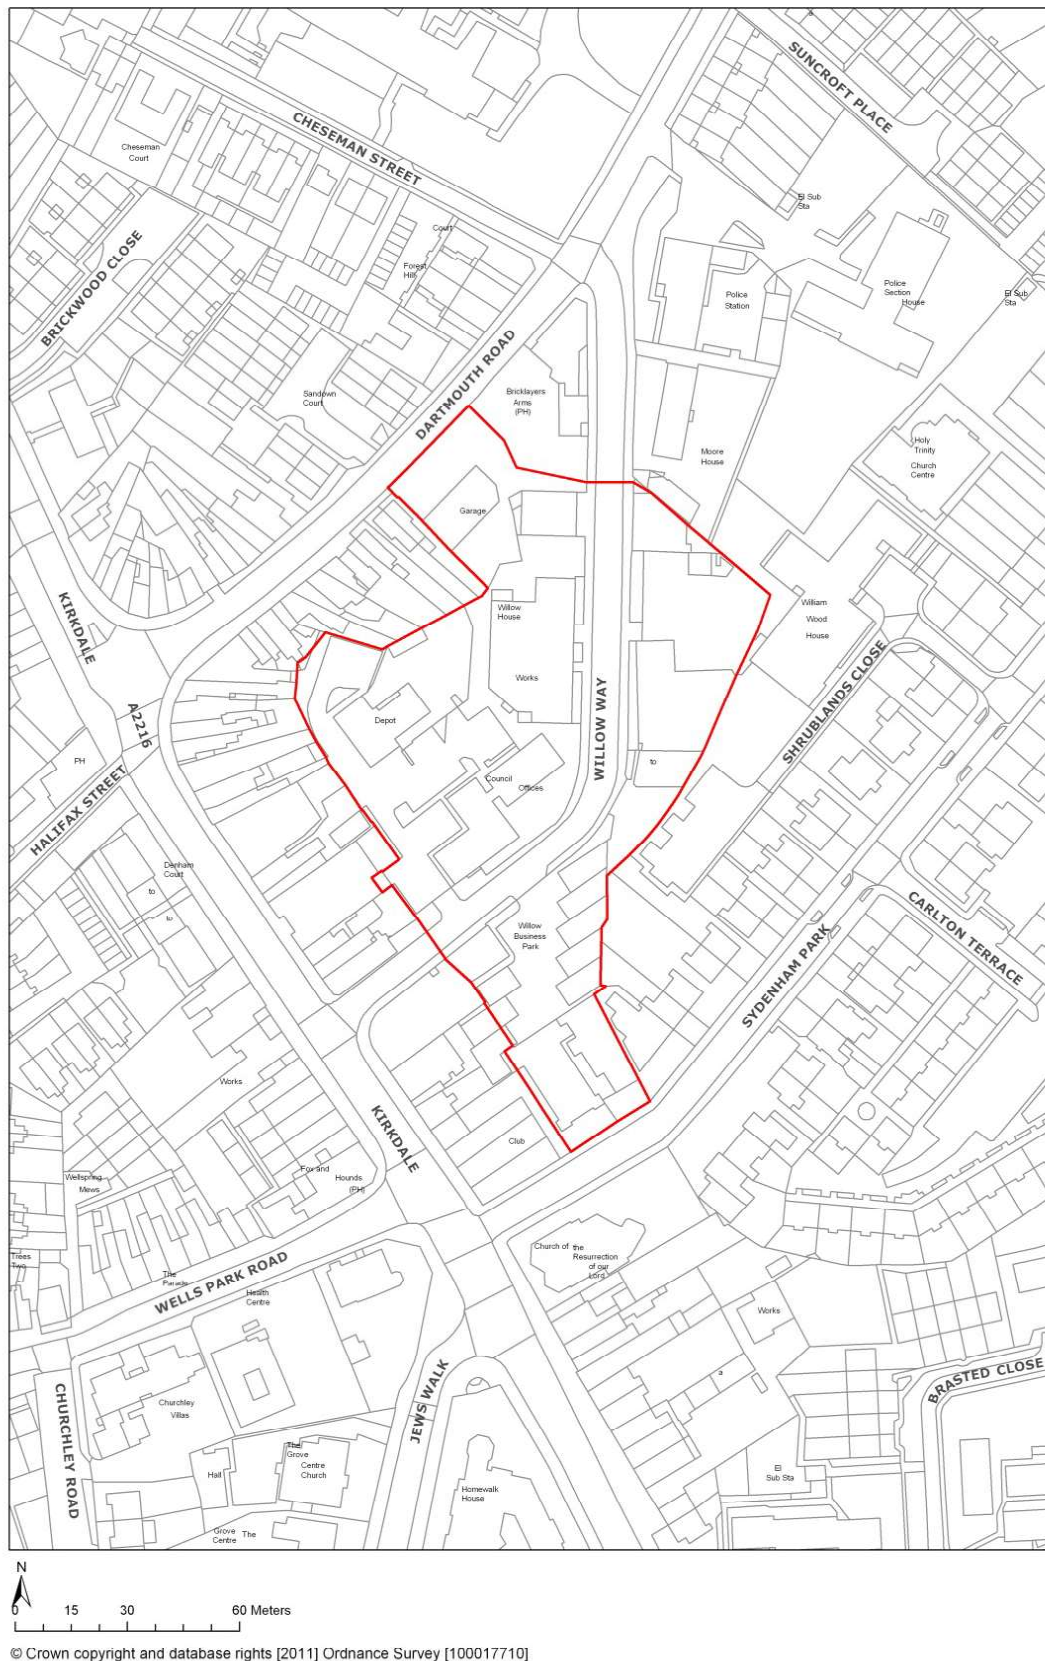 SUNCROFT PLACE
CHESEMAN STREET
Cheseman
Court
El Sub
Sta
Court
BRICKWOOD CLOSE
Forest
Hill
Police
Station
Police
Section
House
El Sub
Sta
DARTMOUTH ROAD
Sandown
Court
Bricklayers
Arms
(PH)
Moore
House
Holy
Trinity
Church
Centre
Garage
KIRKDALE
Willow
House
William
Wood
House
SHRUBLANDS CLOSE
Works
A2216
Depot
WILLOW WAY
PH
to
HALIFAX STREET
Council
Offices
Denham
Court
to
CARLTON TERRACE
Willow
Business
Park
SYDENHAM PARK
Works
KIRKDALE
Club
Fox and
Hounds
(PH)
Wellspring
Mews
Trees
Two
Church of the
Resurrection
of our
Lord
The
Parade
WELLS PARK ROAD
Health
Centre
Works
JEWS WALK
BRASTED CLOSE
a
CHURCHLEY ROAD
Churchley
Villas
The
Grove
Centre
Church
Hall
El
Sub Sta
Homewalk
House
Grove The
Centre
N
0 15 30 60 Meters
© Crown copyright and database rights [2011] Ordnance Survey [100017710]